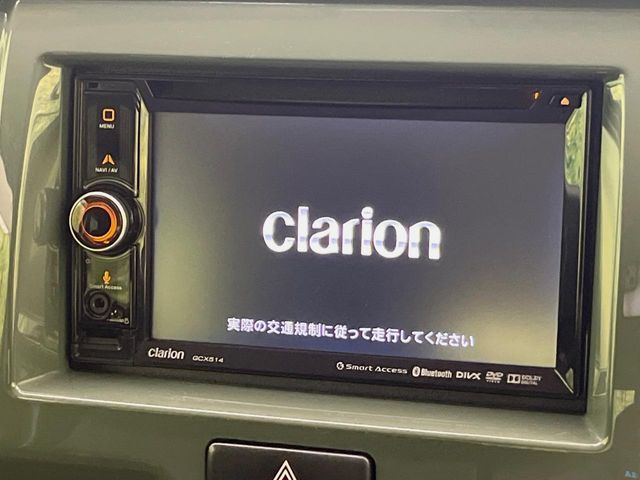 MENU
NAVI / AV
clarion
Smart Access
実際の交通規制に従って走行してください
clarion GCX514
Smart Access Bluetooth DIVX DVD VIDEO DOLBY DIGITAL